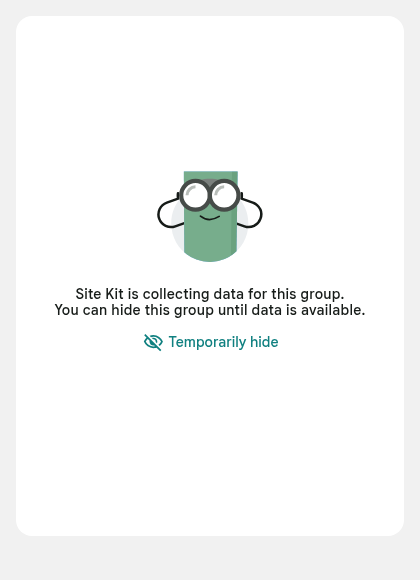 Site Kit is collecting data for this group.
You can hide this group until data is available.
Temporarily hide